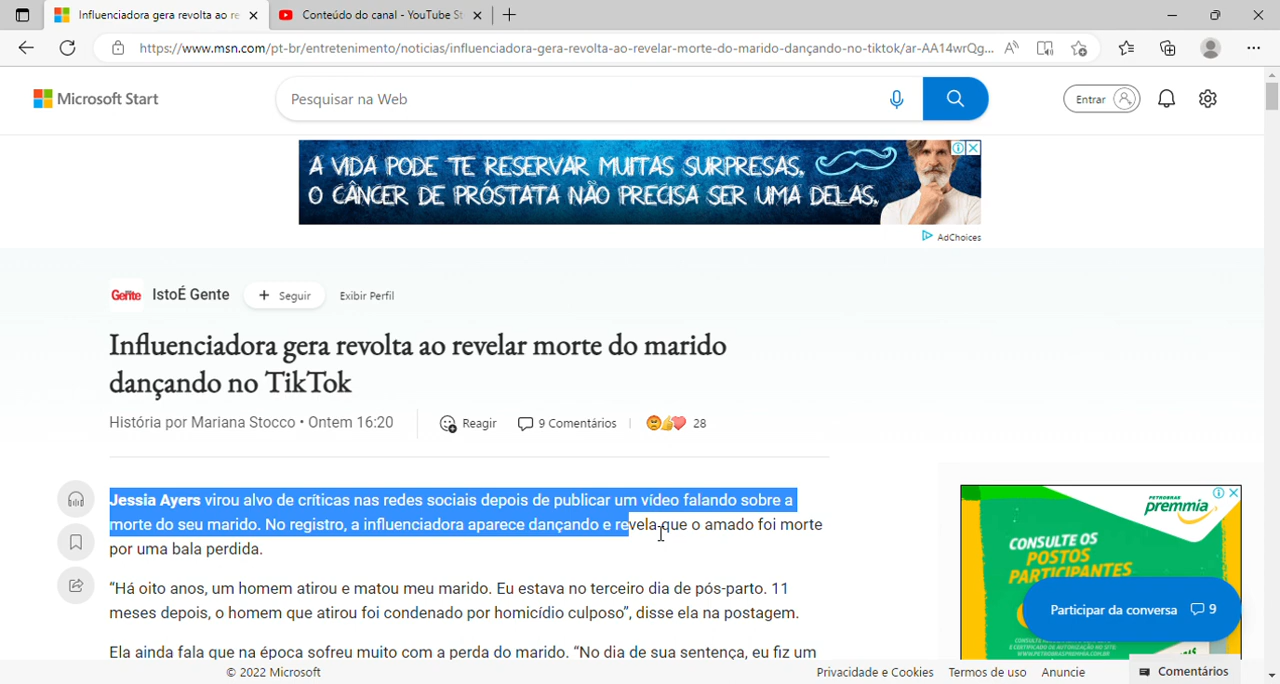 Influenciadora gera revolta ao re
Conteúdo do canal - YouTube St
https://www.msn.com/pt-br/entretenimento/noticias/influenciadora-gera-revolta-ao-revelar-morte-do-marido-dançando-no-tiktok/ar-AA14wrQg...
Microsoft Start
Pesquisar na Web
Entrar
A VIDA PODE TE RESERVAR MUITAS SURPRESAS.
O CÂNCER DE PRÓSTATA NÃO PRECISA SER UMA DELAS.
AdChoices
Gente
IstoÉ Gente
+ Seguir
Exibir Perfil
Influenciadora gera revolta ao revelar morte do marido
dançando no TikTok
História por Mariana Stocco • Ontem 16:20
Reagir
9 Comentários
28
Jessia Ayers virou alvo de críticas nas redes sociais depois de publicar um vídeo falando sobre a
morte do seu marido. No registro, a influenciadora aparece dançando e revela que o amado foi morte
por uma bala perdida.
“Há oito anos, um homem atirou e matou meu marido. Eu estava no terceiro dia de pós-parto. 11
meses depois, o homem que atirou foi condenado por homicídio culposo”, disse ela na postagem.
Ela ainda fala que na época sofreu muito com a perda do marido. “No dia de sua sentença, eu fiz um
PETROBRAS
premmia
CONSULTE OS
POSTOS
PARTICIPANTES
Participar da conversa 9
© 2022 Microsoft
Privacidade e Cookies
Termos de uso
Anuncie
Comentários